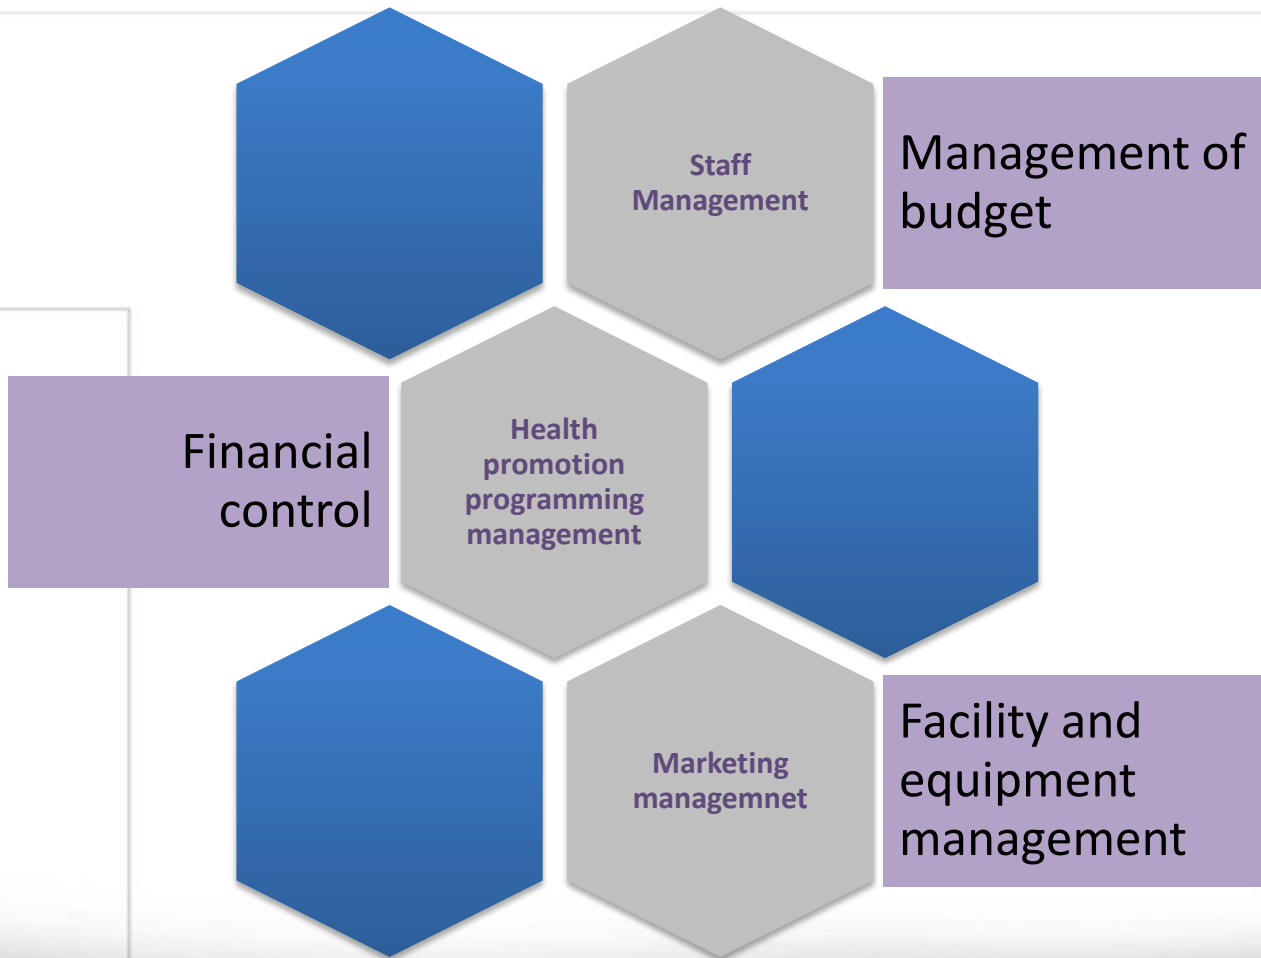 Staff
Management
Management of
budget
Financial
control
Health
promotion
programming
management
Marketing
managemnet
Facility and
equipment
management